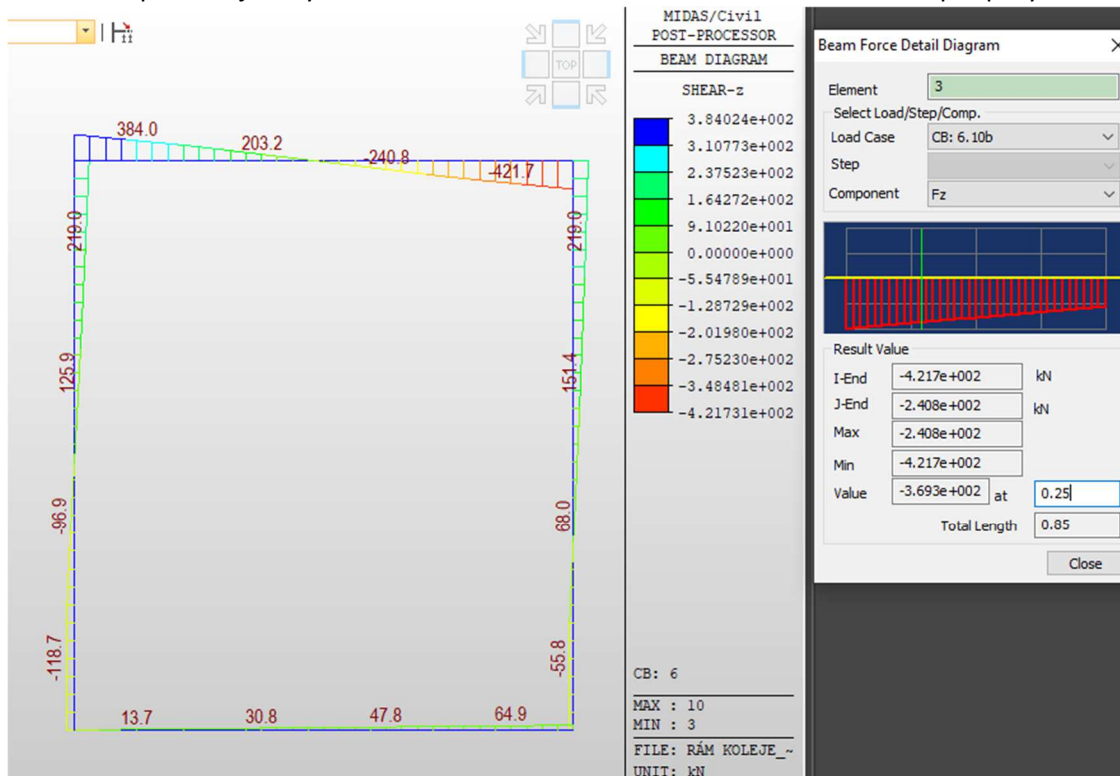 MIDAS/Civil
POST-PROCESSOR
BEAM DIAGRAM
SHEAR-z
3.84024e+002
3.10773e+002
2.37523e+002
1.64272e+002
9.10220e+001
0.00000e+000
-5.54789e+001
-1.28729e+002
-2.01980e+002
-2.75230e+002
-3.48481e+002
-4.21731e+002
CB: 6
MAX : 10
MIN : 3
FILE: RÁM KOLEJE_~
UNIT: kN
TOP
384.0
203.2
-240.8
-421.7
219.0
219.0
125.9
151.4
-96.9
68.0
-118.7
-55.8
13.7
30.8
47.8
64.9
Beam Force Detail Diagram
Element 3
Select Load/Step/Comp.
Load Case CB: 6.10b
Step
Component Fz
Result Value
I-End -4.217e+002 kN
J-End -2.408e+002 kN
Max -2.408e+002
Min -4.217e+002
Value -3.693e+002 at 0.25
Total Length 0.85
Close